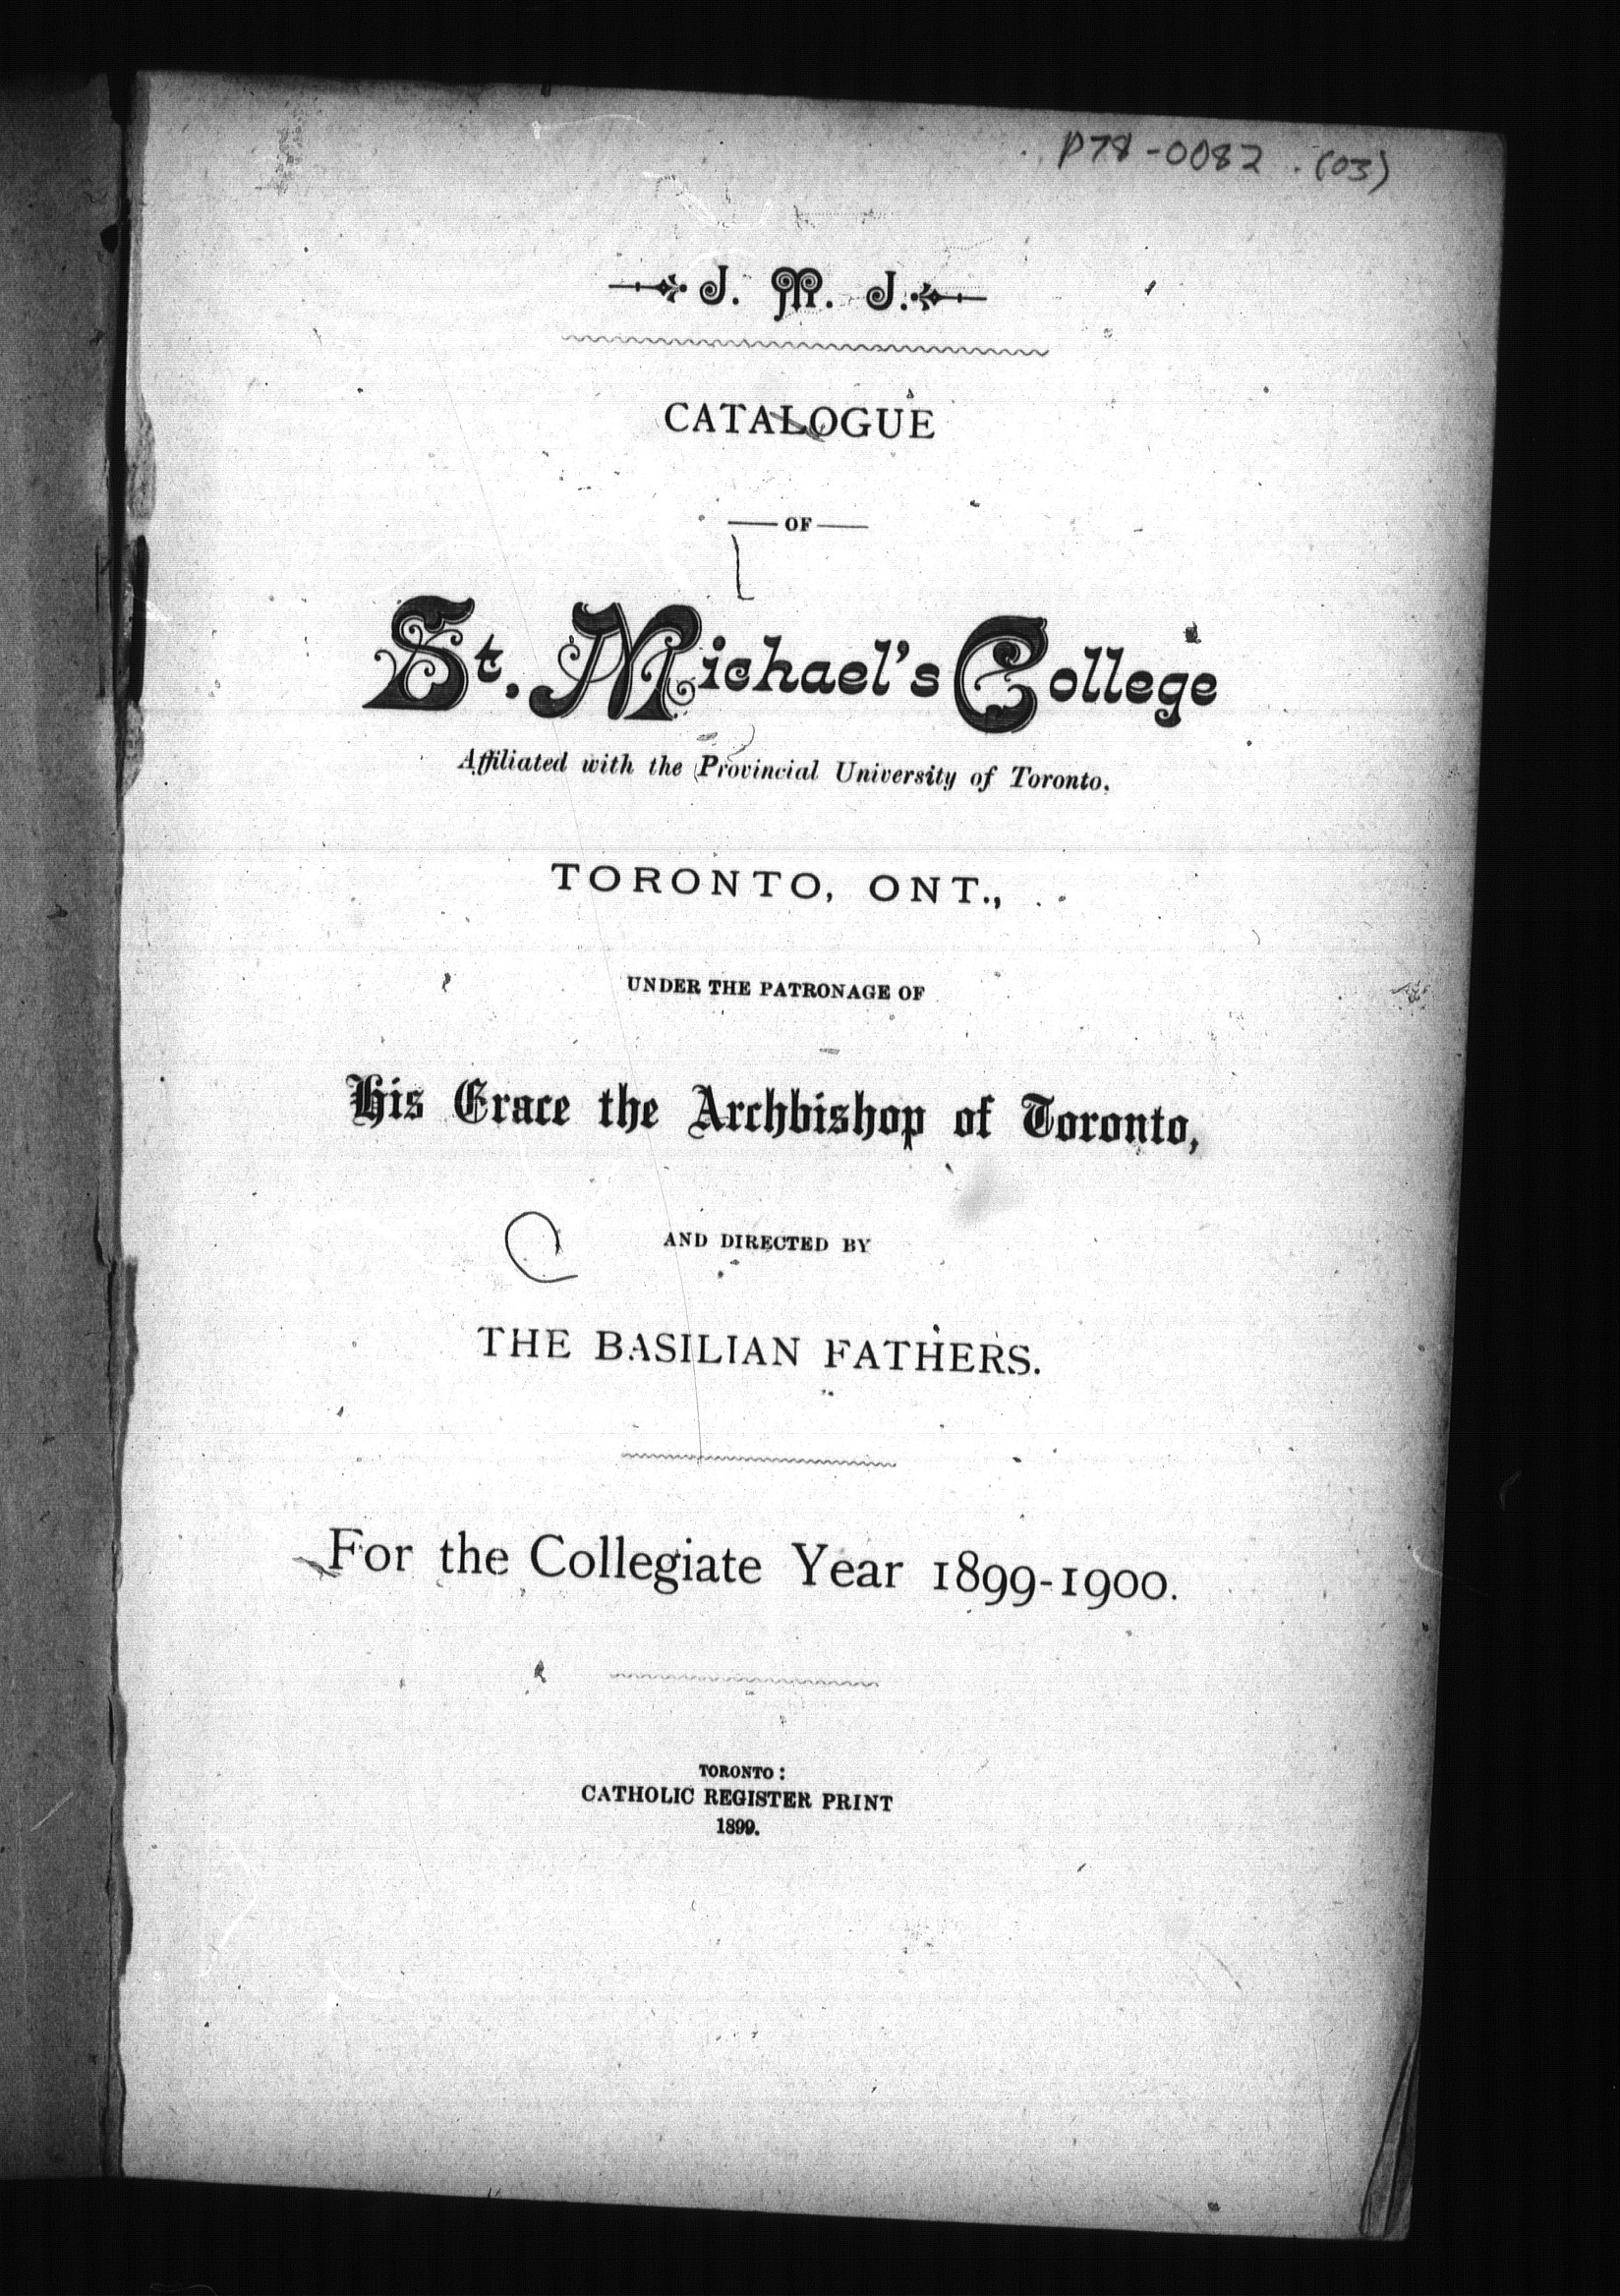 P78-0082 (03)
J. M. J.
CATALOGUE
OF
St. Michael's College
Affiliated with the Provincial University of Toronto.
TORONTO, ONT.,
UNDER THE PATRONAGE OF
His Grace the Archbishop of Toronto,
AND DIRECTED BY
THE BASILIAN FATHERS.
For the Collegiate Year 1899-1900.
TORONTO:
CATHOLIC REGISTER PRINT
1899.